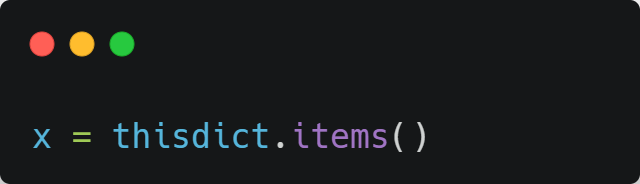 x = thisdict.items()